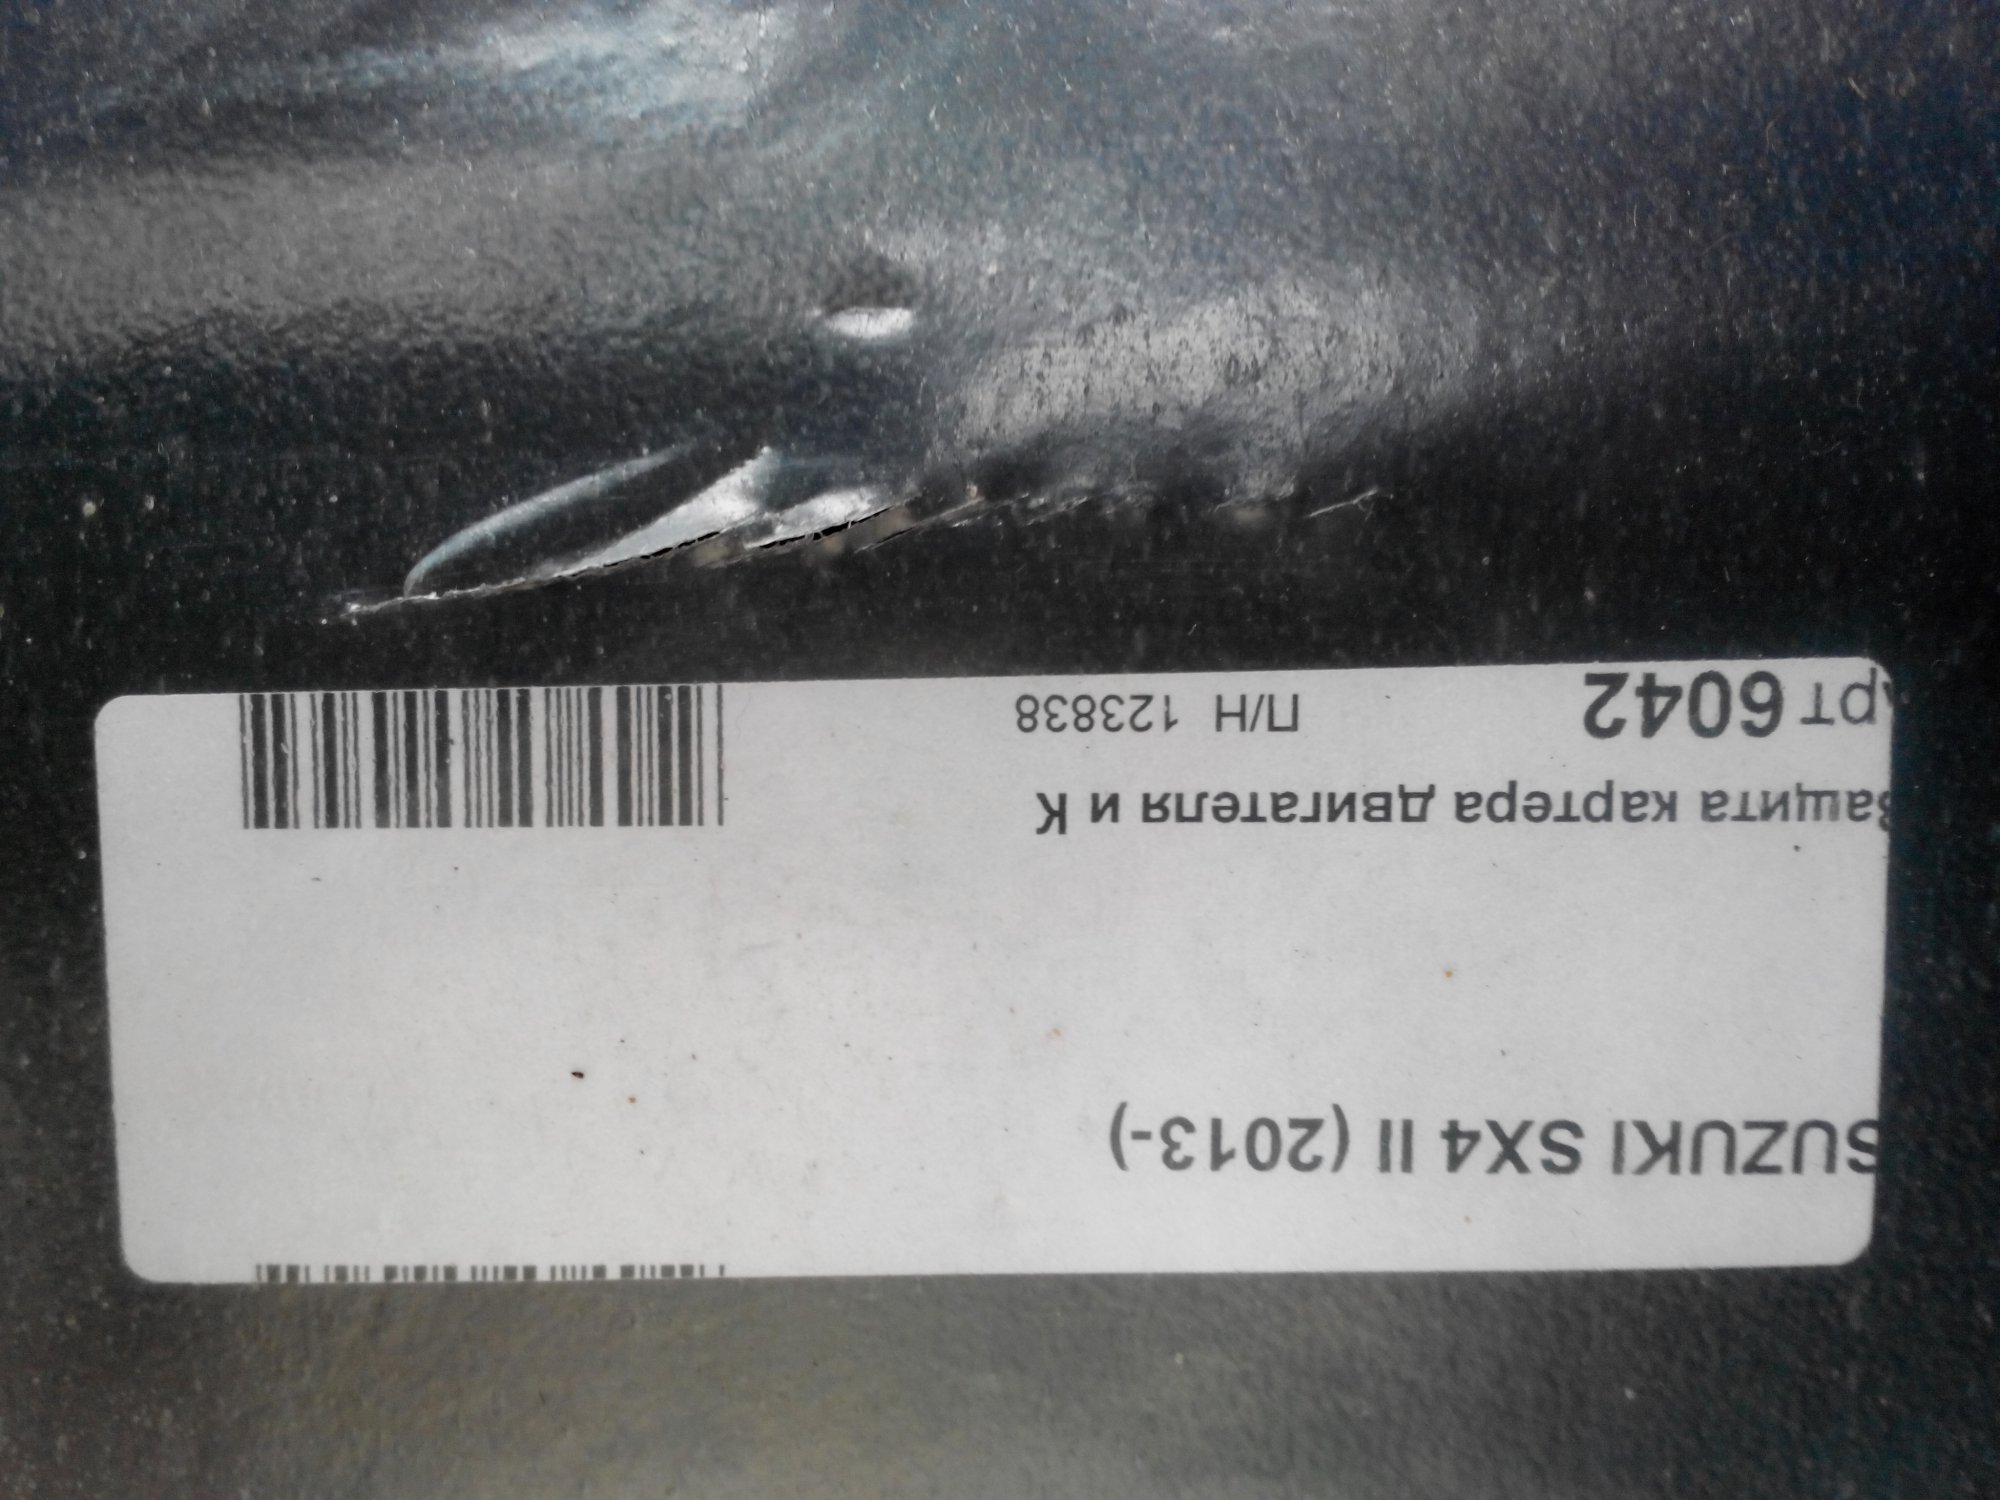 SUZUKI SX4 II (2013-)
Защита картера двигателя и К
Арт 6042 П/Н 123838